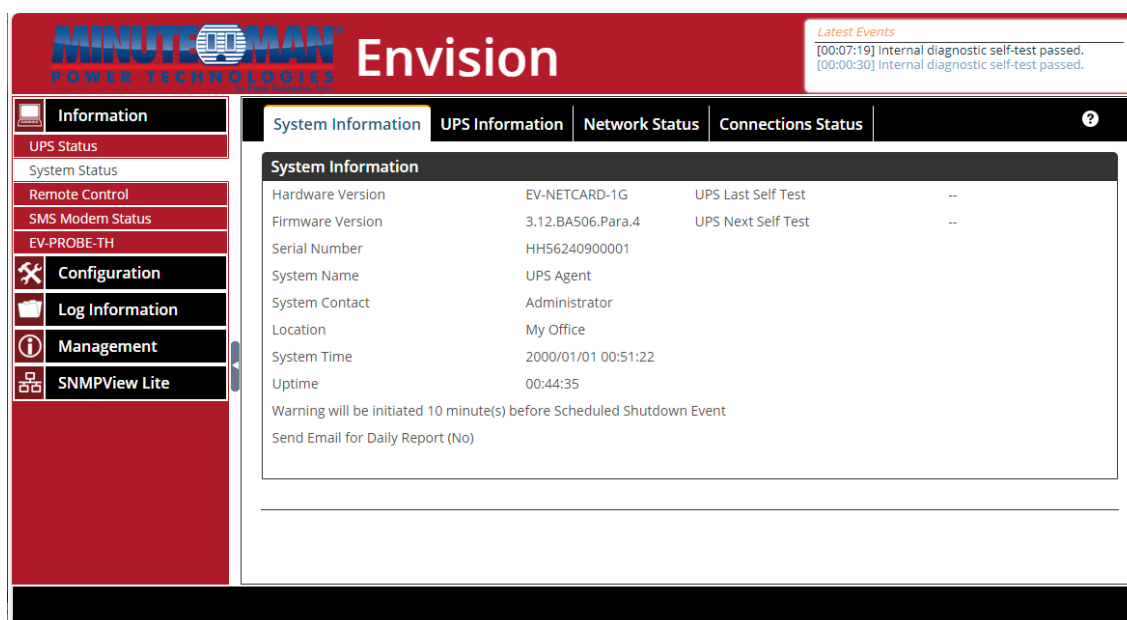 MINUTEMAN®
POWER TECHNOLOGIES
by Para Systems, Inc.
Envision
Latest Events
[00:07:19] Internal diagnostic self-test passed.
[00:00:30] Internal diagnostic self-test passed.
Information
UPS Status
System Status
Remote Control
SMS Modem Status
EV-PROBE-TH
Configuration
Log Information
Management
SNMPView Lite
System Information UPS Information Network Status Connections Status ?
System Information
Hardware Version EV-NETCARD-1G UPS Last Self Test --
Firmware Version 3.12.BA506.Para.4 UPS Next Self Test --
Serial Number HH56240900001
System Name UPS Agent
System Contact Administrator
Location My Office
System Time 2000/01/01 00:51:22
Uptime 00:44:35
Warning will be initiated 10 minute(s) before Scheduled Shutdown Event
Send Email for Daily Report (No)